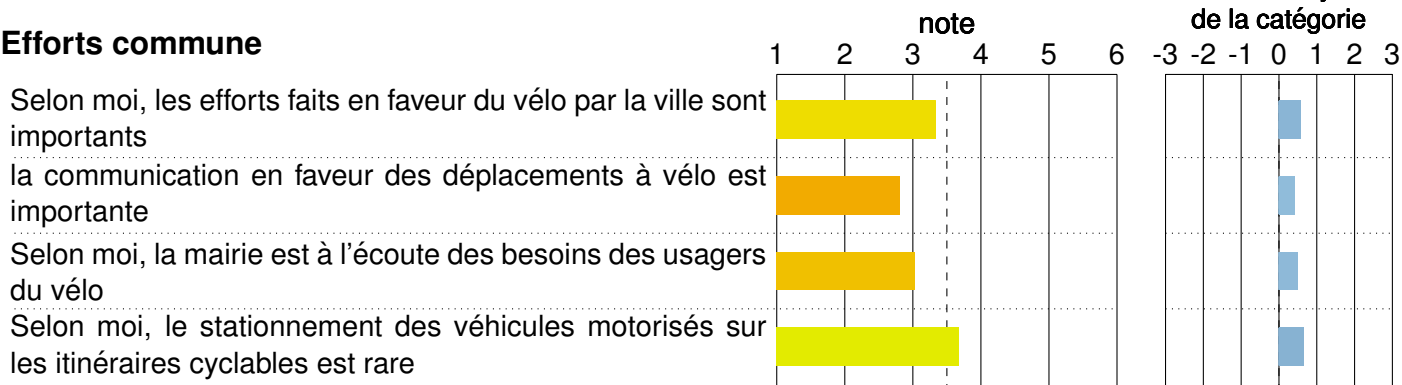 note
de la catégorie
Efforts commune
1 2 3 4 5 6
-3 -2 -1 0 1 2 3
Selon moi, les efforts faits en faveur du vélo par la ville sont
importants
la communication en faveur des déplacements à vélo est
importante
Selon moi, la mairie est à l'écoute des besoins des usagers
du vélo
Selon moi, le stationnement des véhicules motorisés sur
les itinéraires cyclables est rare